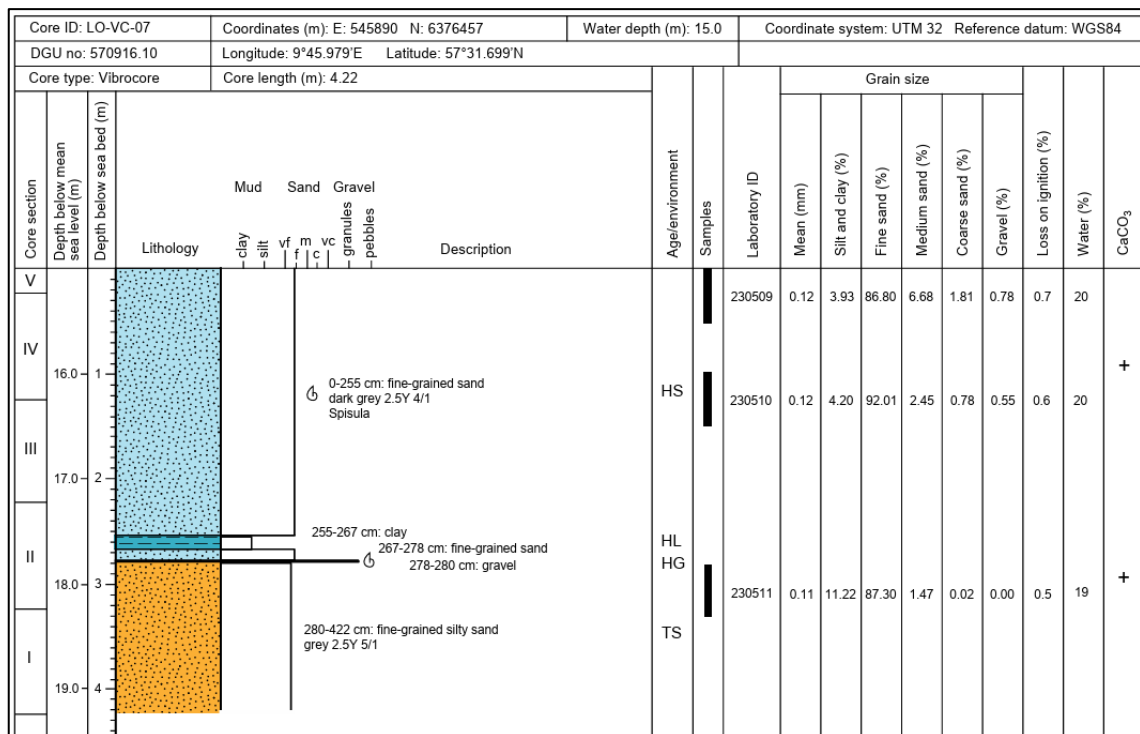 Core ID: LO-VC-07
Coordinates (m): E: 545890 N: 6376457
Water depth (m): 15.0
Coordinate system: UTM 32 Reference datum: WGS84
DGU no: 570916.10
Longitude: 9°45.979'E Latitude: 57°31.699'N
Core type: Vibrocore
Core length (m): 4.22
Grain size
Core section
Depth below mean
sea level (m)
Depth below sea bed (m)
Lithology
Mud Sand Gravel
clay
silt
vf
f
m
c
vc
granules
pebbles
Description
Age/environment
Samples
Laboratory ID
Mean (mm)
Silt and clay (%)
Fine sand (%)
Medium sand (%)
Coarse sand (%)
Gravel (%)
Loss on ignition (%)
Water (%)
CaCO₃
V
230509 0.12 3.93 86.80 6.68 1.81 0.78 0.7 20
IV
16.0 1
+
0-255 cm: fine-grained sand
dark grey 2.5Y 4/1
Spisula
HS
230510 0.12 4.20 92.01 2.45 0.78 0.55 0.6 20
III
17.0 2
255-267 cm: clay
HL
267-278 cm: fine-grained sand
II
HG
278-280 cm: gravel
18.0 3
+
230511 0.11 11.22 87.30 1.47 0.02 0.00 0.5 19
280-422 cm: fine-grained silty sand
grey 2.5Y 5/1
TS
I
19.0 4